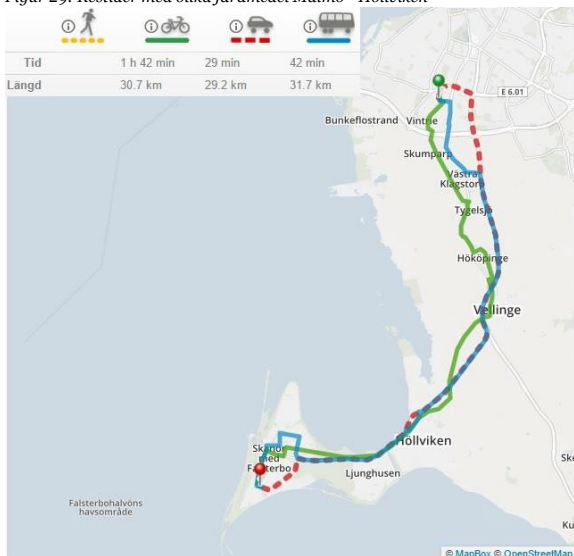 Figur 29: Restider med olika färdmedel Malmö - Höllviken
Tid 1 h 42 min 29 min 42 min
Längd 30.7 km 29.2 km 31.7 km
E 6.01
Bunkeflostrand Vintrie
Skumparp
Västra
Klagstorp
Tygelsjö
Hököpinge
Vellinge
Höllviken
Skanör
med
Falsterbo
Ljunghusen
Falsterbohalvöns
havsområde
© MapBox © OpenStreetMap